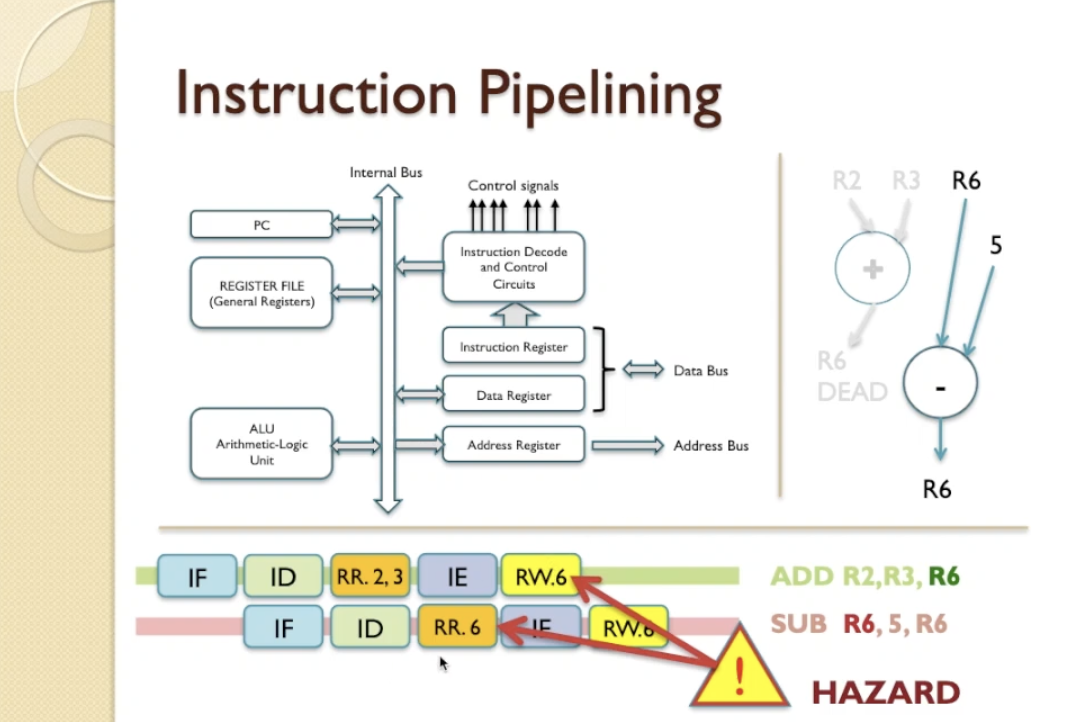 Instruction Pipelining
Internal Bus
Control signals
PC
REGISTER FILE
(General Registers)
ALU
Arithmetic-Logic
Unit
Instruction Decode
and Control
Circuits
Instruction Register
Data Register
Address Register
Data Bus
Address Bus
R2 R3 R6
5
+
R6
DEAD
-
R6
IF ID RR. 2, 3 IE RW.6
ADD R2,R3, R6
IF ID RR. 6 IE RW.6
SUB R6, 5, R6
!
HAZARD